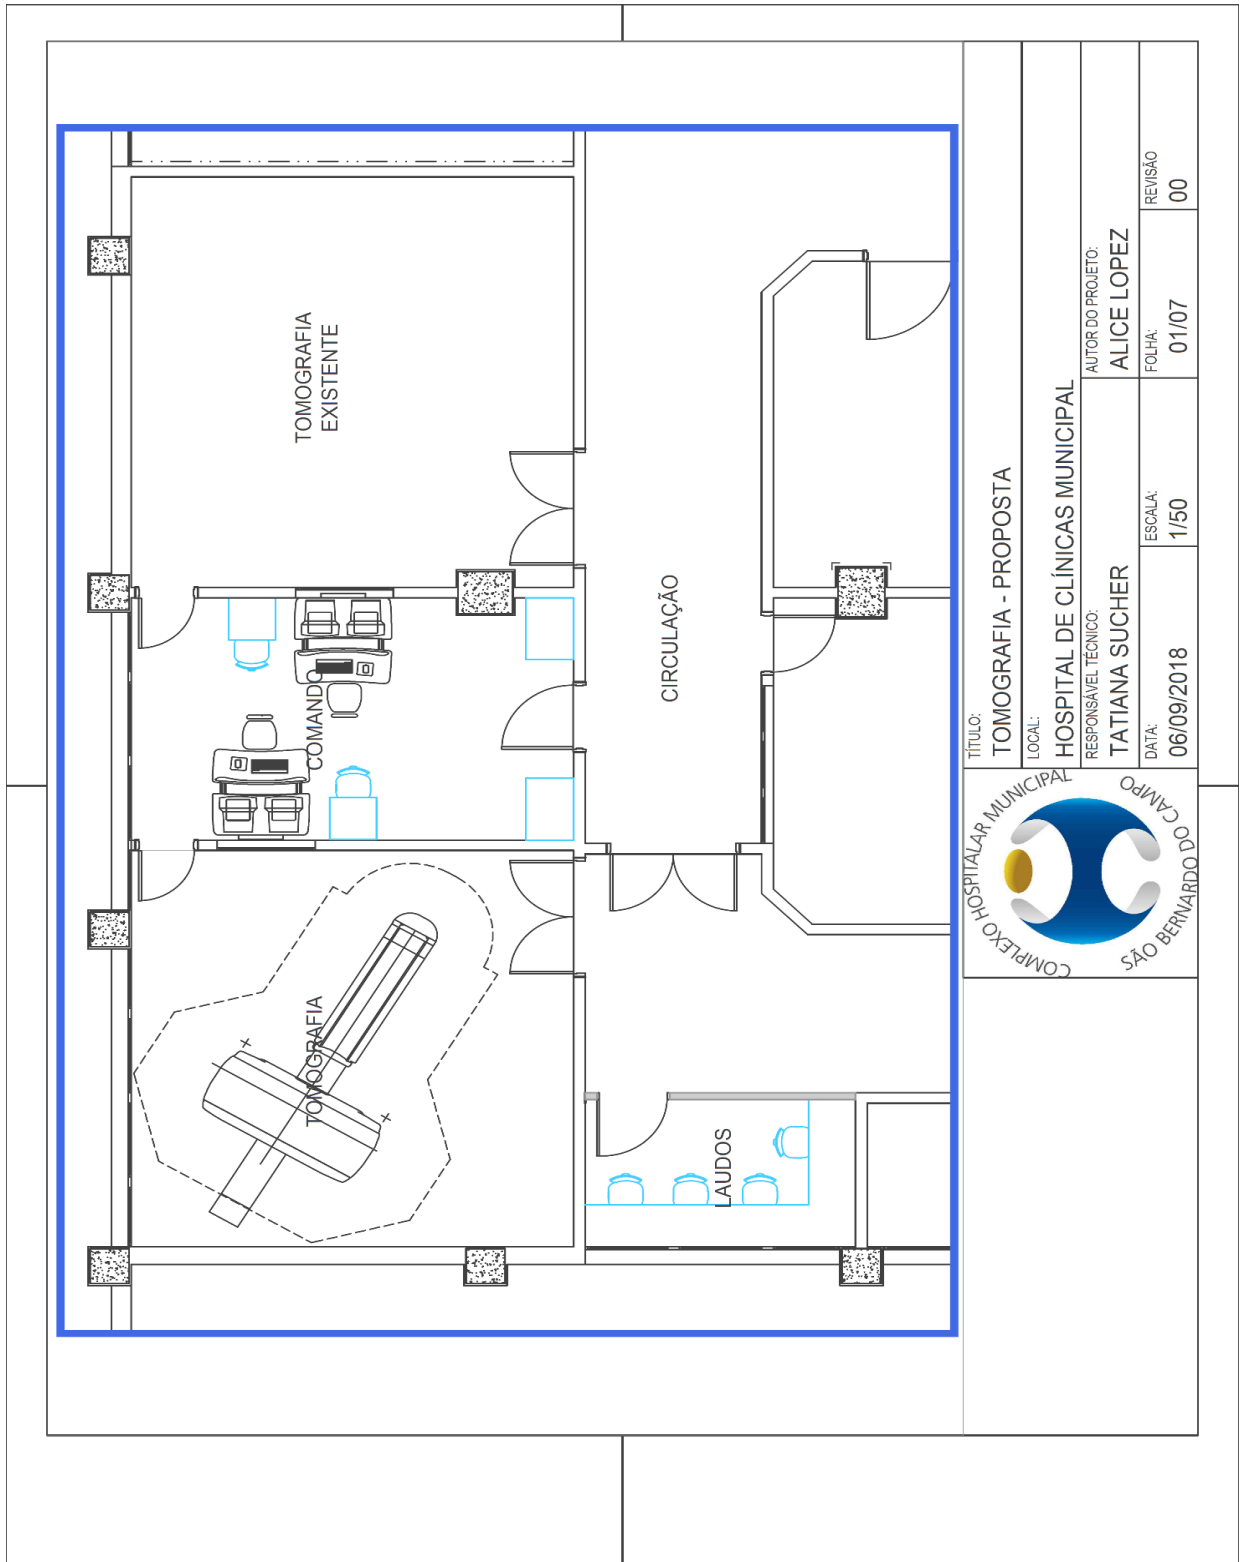 TOMOGRAFIA
EXISTENTE
COMANDO
TOMOGRAFIA
CIRCULAÇÃO
LAUDOS
COMPLEXO HOSPITALAR MUNICIPAL
SÃO BERNARDO DO CAMPO
TÍTULO:
TOMOGRAFIA - PROPOSTA
LOCAL:
HOSPITAL DE CLÍNICAS MUNICIPAL
RESPONSÁVEL TÉCNICO:
TATIANA SUCHER
AUTOR DO PROJETO:
ALICE LOPEZ
DATA:
06/09/2018
ESCALA:
1/50
FOLHA:
01/07
REVISÃO
00